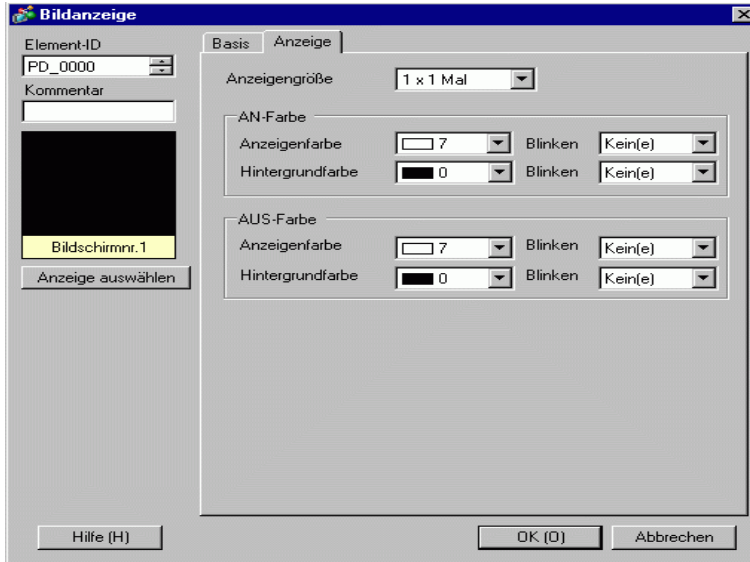 Bildanzeige
Element-ID
PD_0000
Kommentar
Bildschirmnr.1
Anzeige auswählen
Basis
Anzeige
Anzeigengröße 1 x 1 Mal
AN-Farbe
Anzeigenfarbe 7 Blinken Kein(e)
Hintergrundfarbe 0 Blinken Kein(e)
AUS-Farbe
Anzeigenfarbe 7 Blinken Kein(e)
Hintergrundfarbe 0 Blinken Kein(e)
Hilfe (H)
OK (O)
Abbrechen